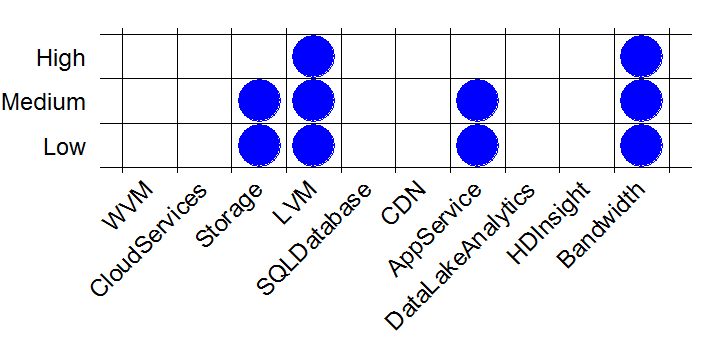 High
Medium
Low
WVM
CloudServices
Storage
LVM
SQLDatabase
CDN
AppService
DataLakeAnalytics
HDInsight
Bandwidth